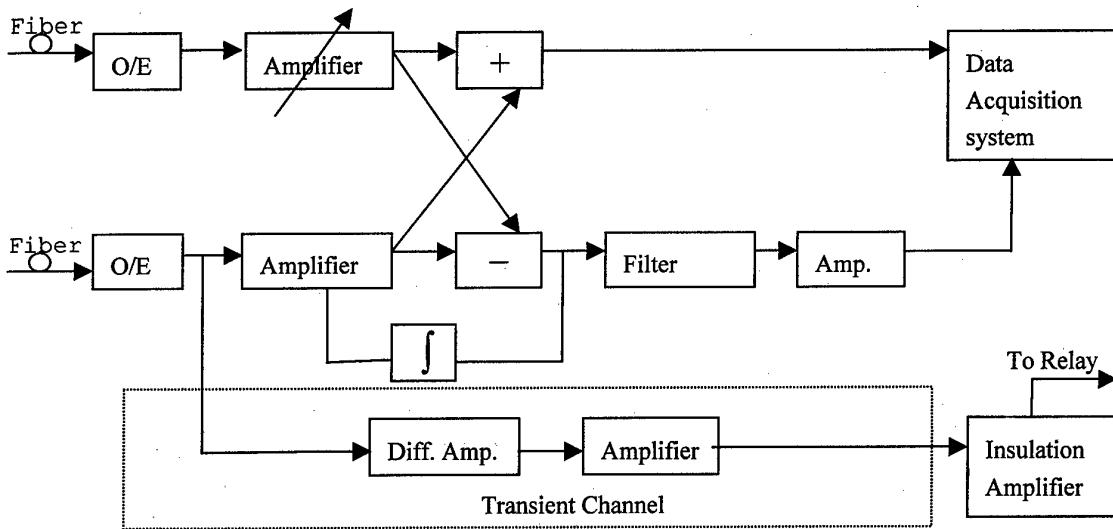 Fiber
O/E
Amplifier
+
Data
Acquisition
system
Fiber
O/E
Amplifier
−
Filter
Amp.
∫
To Relay
Diff. Amp.
Amplifier
Insulation
Amplifier
Transient Channel